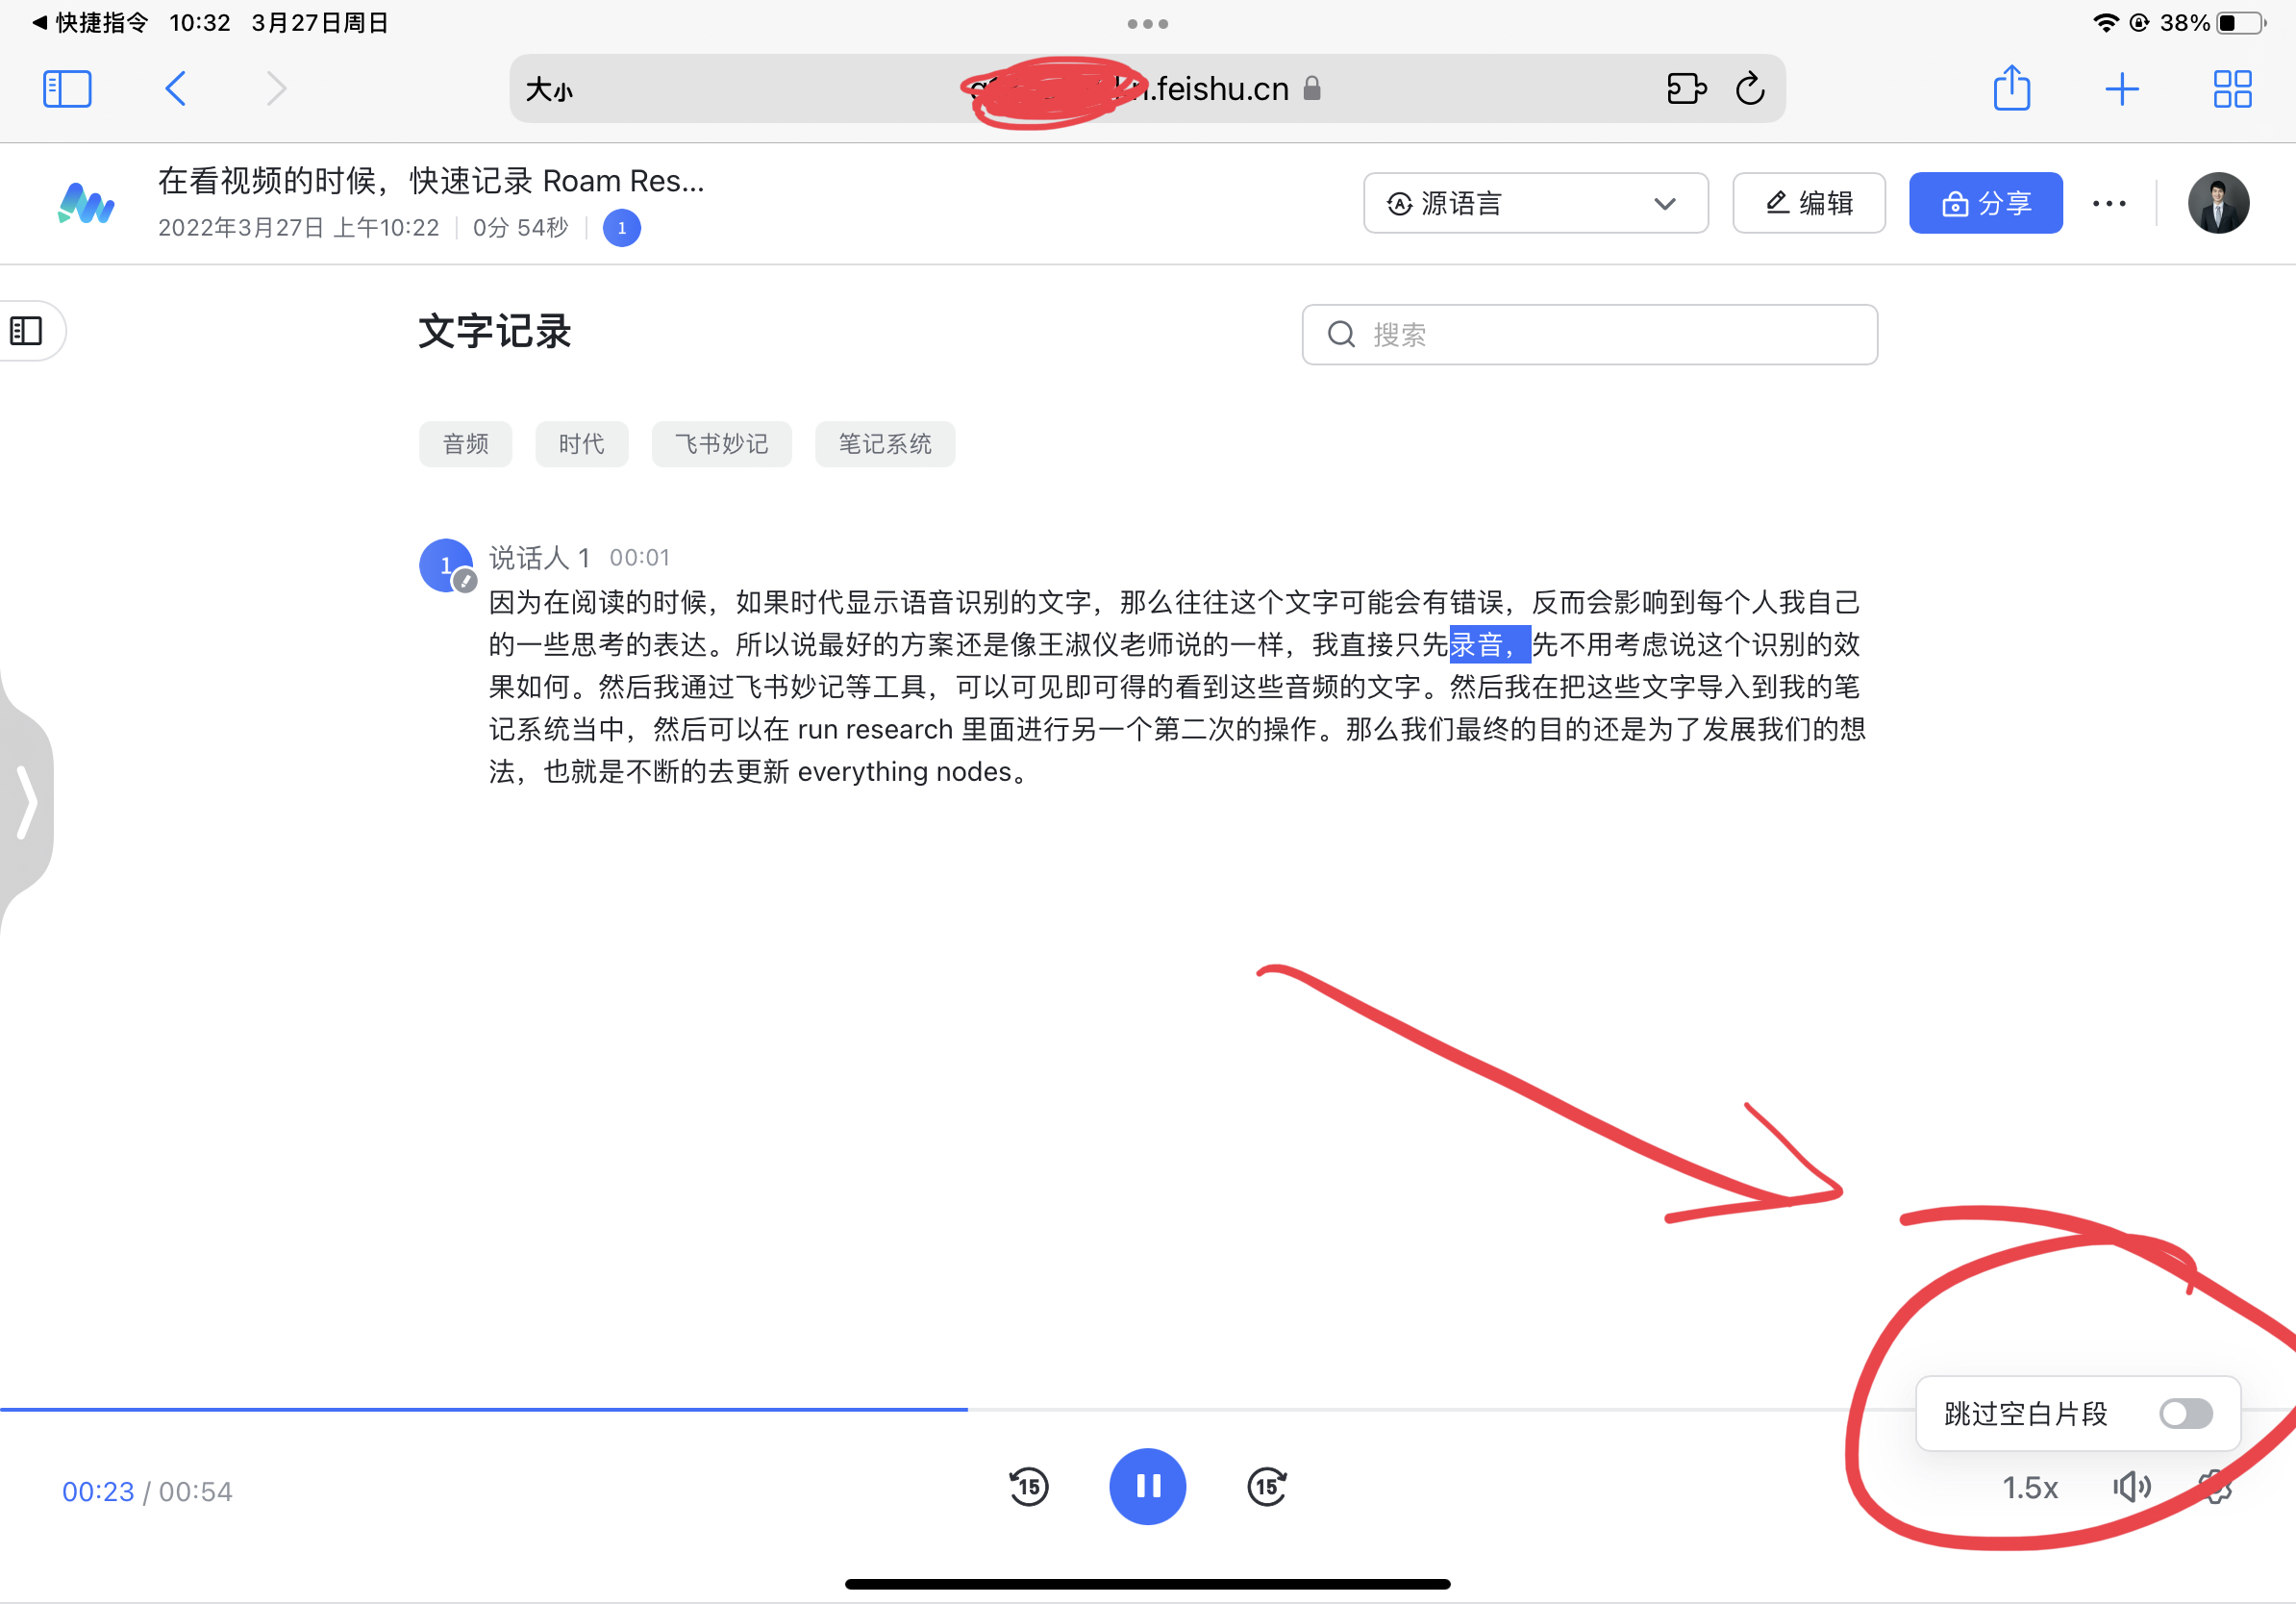 快捷指令 10:32 3月27日周日
38%
大小
.feishu.cn
在看视频的时候，快速记录 Roam Res...
2022年3月27日 上午10:22 0分 54秒 1
源语言
编辑
分享
文字记录
搜索
音频 时代 飞书妙记 笔记系统
1 说话人 1 00:01
因为在阅读的时候，如果时代显示语音识别的文字，那么往往这个文字可能会有错误，反而会影响到每个人我自己
的一些思考的表达。所以说最好的方案还是像王淑仪老师说的一样，我直接只先录音，先不用考虑说这个识别的效
果如何。然后我通过飞书妙记等工具，可以可见即可得的看到这些音频的文字。然后我在把这些文字导入到我的笔
记系统当中，然后可以在 run research 里面进行另一个第二次的操作。那么我们最终的目的还是为了发展我们的想
法，也就是不断的去更新 everything nodes。
跳过空白片段
00:23 / 00:54
15
15
1.5x